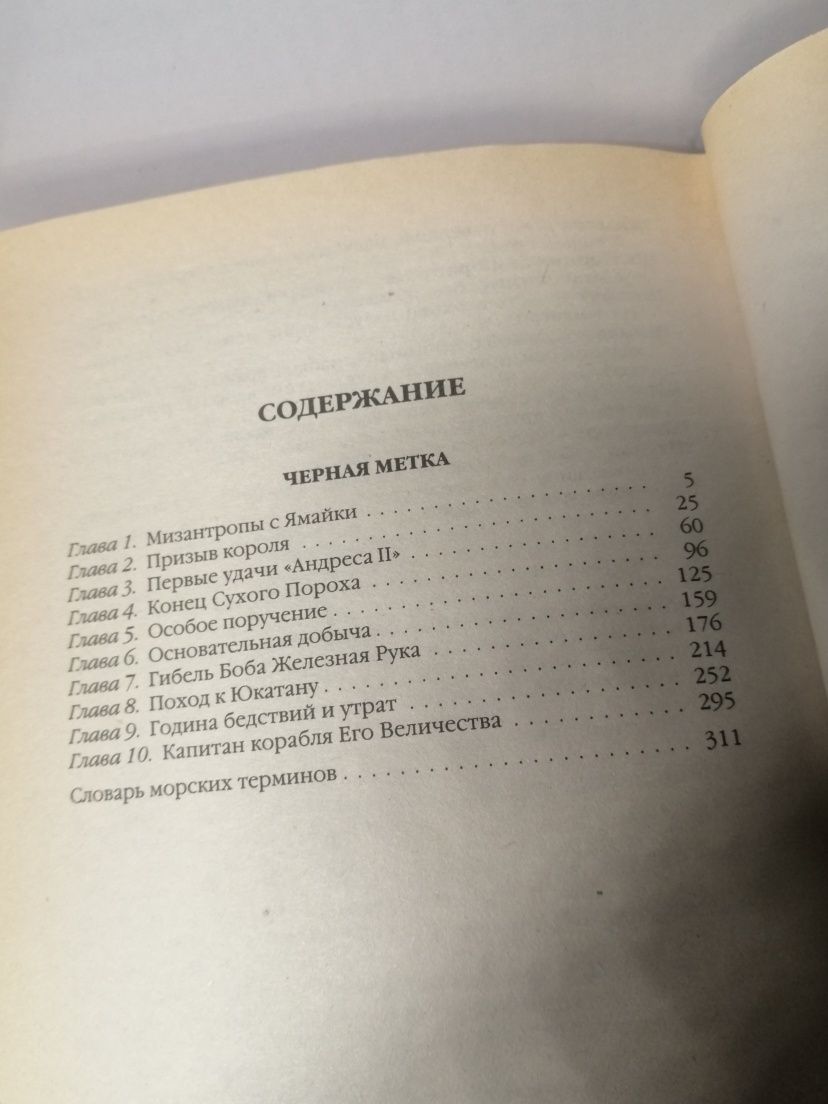 СОДЕРЖАНИЕ
ЧЕРНАЯ МЕТКА
Глава 1. Мизантропы с Ямайки . . . . . . . . . . . . . . . . . . . . . . 5
Глава 2. Призыв короля . . . . . . . . . . . . . . . . . . . . . . . . . . . 25
Глава 3. Первые удачи «Андреса II» . . . . . . . . . . . . . . . . . . 60
Глава 4. Конец Сухого Пороха . . . . . . . . . . . . . . . . . . . . . . 96
Глава 5. Особое поручение . . . . . . . . . . . . . . . . . . . . . . . . . 125
Глава 6. Основательная добыча . . . . . . . . . . . . . . . . . . . . . . 159
Глава 7. Гибель Боба Железная Рука . . . . . . . . . . . . . . . . . . 176
Глава 8. Поход к Юкатану . . . . . . . . . . . . . . . . . . . . . . . . . . 214
Глава 9. Година бедствий и утрат . . . . . . . . . . . . . . . . . . . . 252
Глава 10. Капитан корабля Его Величества . . . . . . . . . . . . . 295
Словарь морских терминов . . . . . . . . . . . . . . . . . . . . . . . . . 311